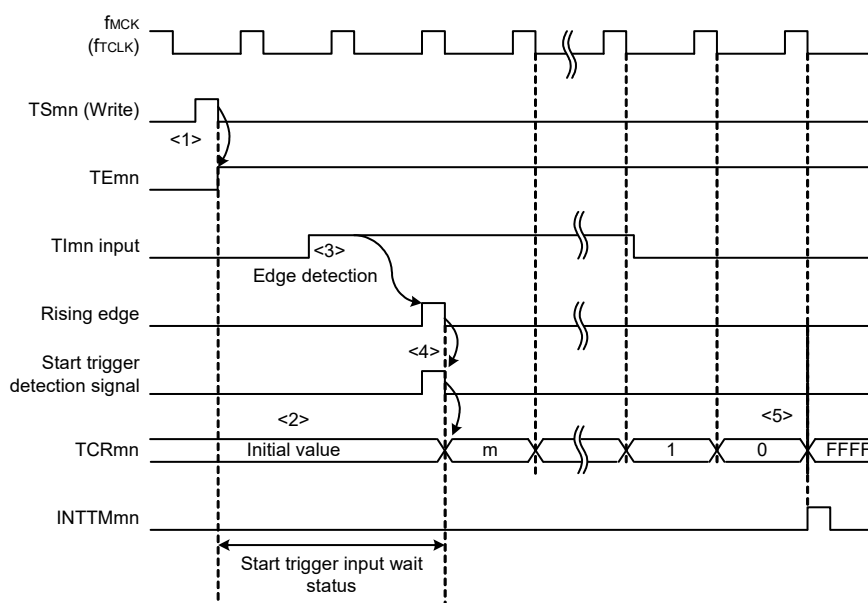 fMCK
(fTCLK)
TSmn (Write)
<1>
TEmn
TImn input
<3>
Edge detection
Rising edge
<4>
Start trigger
detection signal
<2>
<5>
TCRmn
Initial value
m
1
0
FFFF
INTTMmn
Start trigger input wait
status